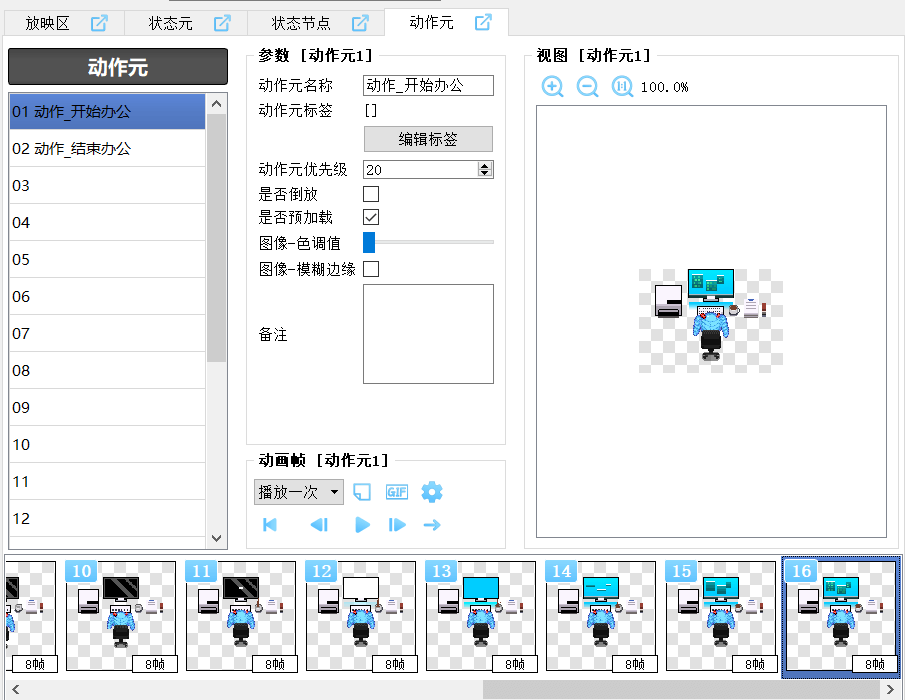 放映区
状态元
状态节点
动作元
动作元
01 动作_开始办公
02 动作_结束办公
03
04
05
06
07
08
09
10
11
12
参数 [动作元1]
动作元名称 动作_开始办公
动作元标签 []
编辑标签
动作元优先级 20
是否倒放
是否预加载
图像-色调值
图像-模糊边缘
备注
动画帧 [动作元1]
播放一次
GIF
视图 [动作元1]
1:1 100.0%
8帧
10 8帧
11 8帧
12 8帧
13 8帧
14 8帧
15 8帧
16 8帧